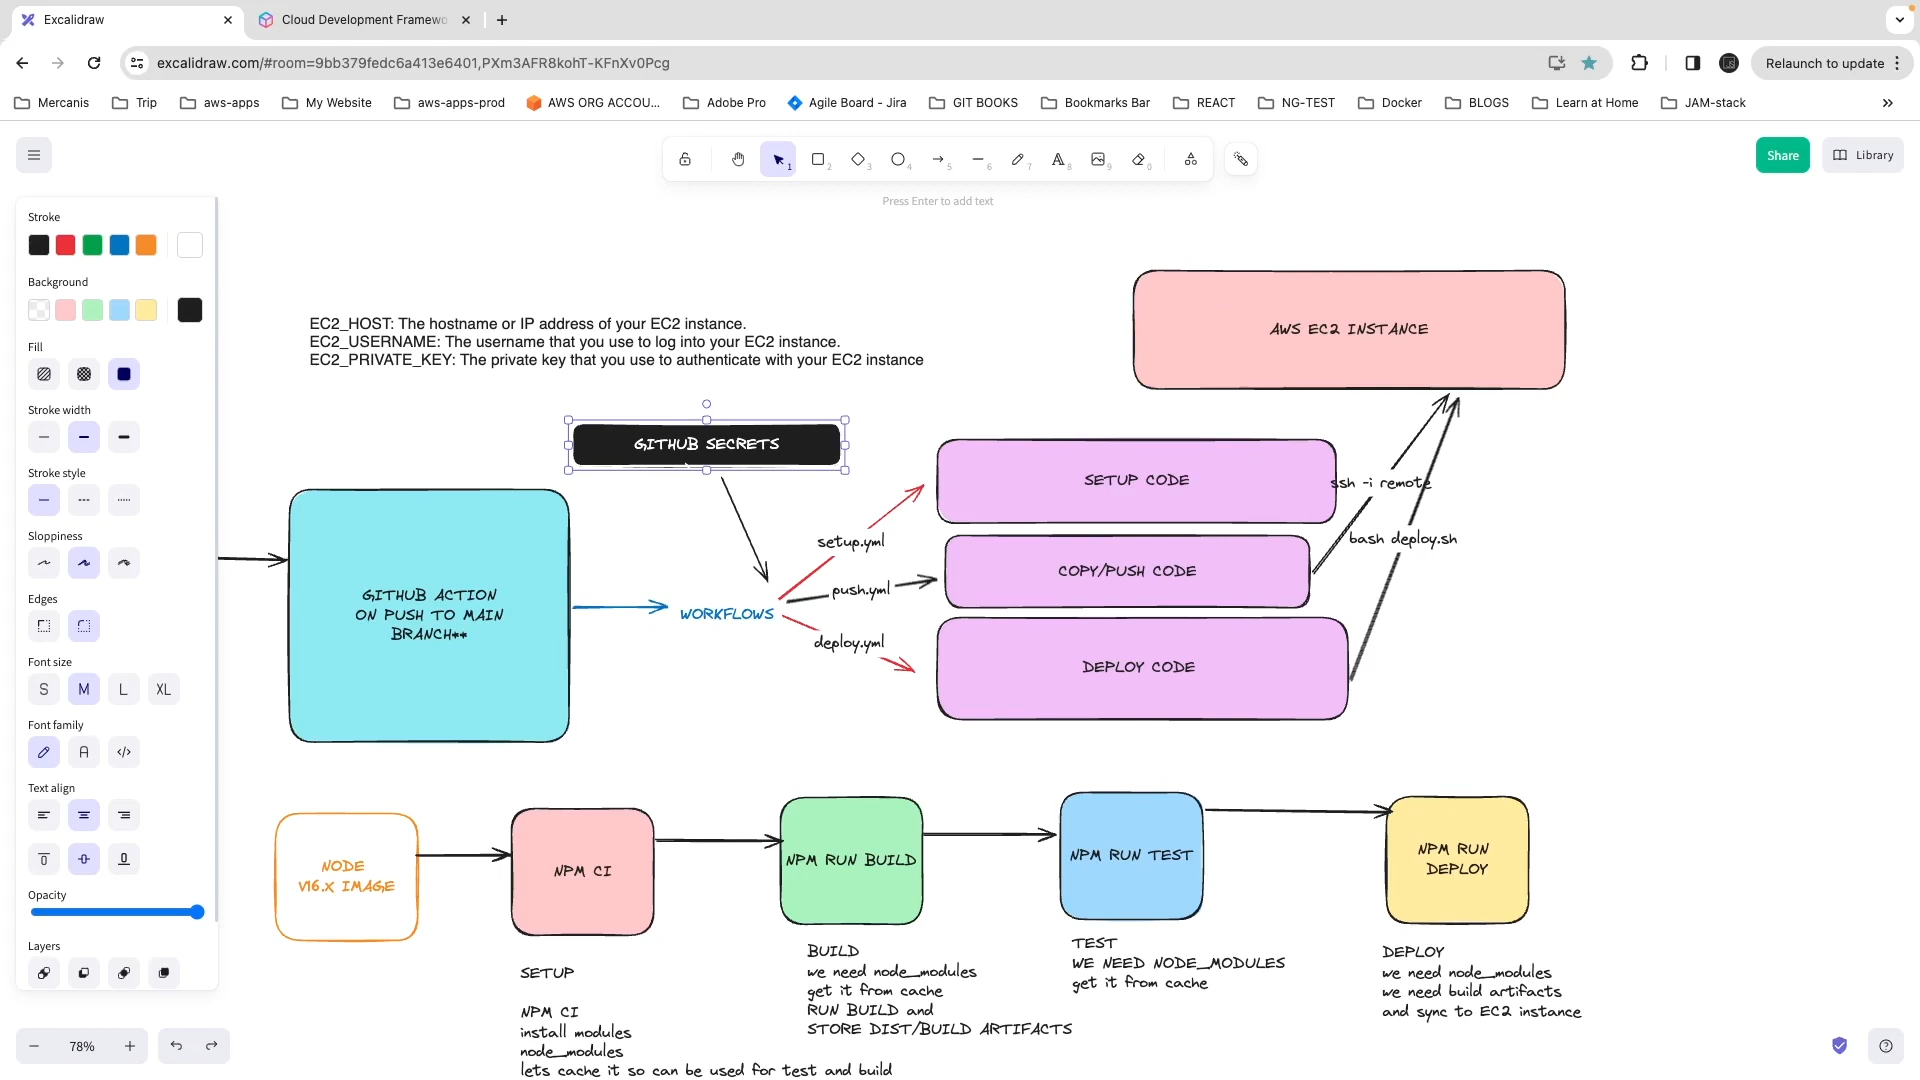 Excalidraw
Cloud Development Framewo
excalidraw.com/#room=9bb379fedc6a413e6401,PXm3AFR8kohT-KFnXv0Pcg
Relaunch to update
Mercanis
Trip
aws-apps
My Website
aws-apps-prod
AWS ORG ACCOU...
Adobe Pro
Agile Board - Jira
GIT BOOKS
Bookmarks Bar
REACT
NG-TEST
Docker
BLOGS
Learn at Home
JAM-stack
1
2
3
4
5
6
7
8
9
0
Share
Library
Press Enter to add text
Stroke
Background
Fill
Stroke width
Stroke style
Sloppiness
Edges
Font size
S
M
L
XL
Font family
A
Text align
Opacity
Layers
78%
EC2_HOST: The hostname or IP address of your EC2 instance.
EC2_USERNAME: The username that you use to log into your EC2 instance.
EC2_PRIVATE_KEY: The private key that you use to authenticate with your EC2 instance
AWS EC2 INSTANCE
GITHUB SECRETS
SETUP CODE
ssh -i remote
setup.yml
bash deploy.sh
COPY/PUSH CODE
push.yml
GITHUB ACTION
ON PUSH TO MAIN
BRANCH**
WORKFLOWS
deploy.yml
DEPLOY CODE
NODE
V16.X IMAGE
NPM CI
NPM RUN BUILD
NPM RUN TEST
NPM RUN
DEPLOY
SETUP
NPM CI
install modules
node_modules
lets cache it so can be used for test and build
BUILD
we need node_modules
get it from cache
RUN BUILD and
STORE DIST/BUILD ARTIFACTS
TEST
WE NEED NODE_MODULES
get it from cache
DEPLOY
we need node_modules
we need build artifacts
and sync to EC2 instance